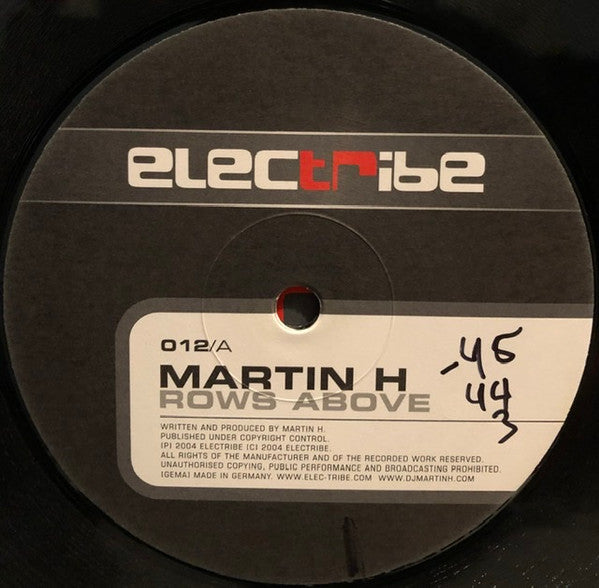 electribe
012/A
MARTIN H
ROWS ABOVE
WRITTEN AND PRODUCED BY MARTIN H.
PUBLISHED UNDER COPYRIGHT CONTROL.
(P) 2004 ELECTRIBE (C) 2004 ELECTRIBE.
ALL RIGHTS OF THE MANUFACTURER AND OF THE RECORDED WORK RESERVED.
UNAUTHORISED COPYING, PUBLIC PERFORMANCE AND BROADCASTING PROHIBITED.
(GEMA) MADE IN GERMANY. WWW.ELEC-TRIBE.COM WWW.DJMARTINH.COM
45
44
3